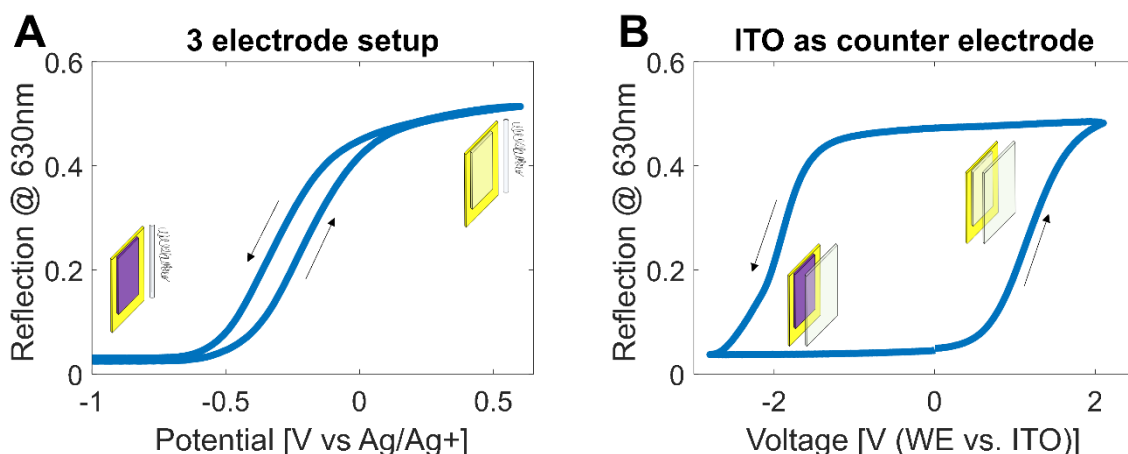 A
3 electrode setup
0.6
0.4
0.2
0
-1
-0.5
0
0.5
Reflection @ 630nm
Potential [V vs Ag/Ag+]
B
ITO as counter electrode
0.6
0.4
0.2
0
-2
0
2
Reflection @ 630nm
Voltage [V (WE vs. ITO)]